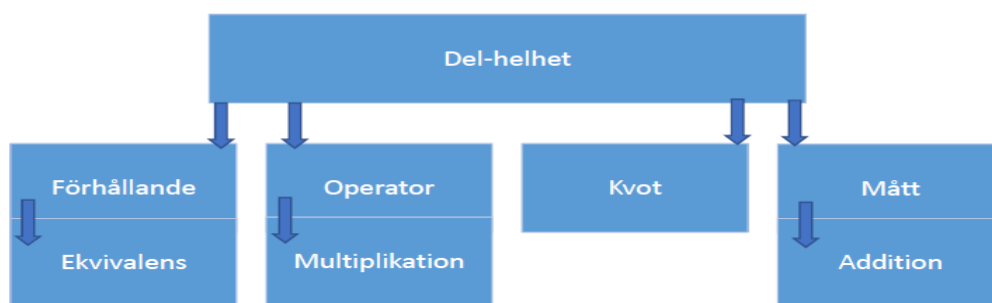 Del-helhet
Förhållande
Operator
Kvot
Mått
Ekvivalens
Multiplikation
Addition